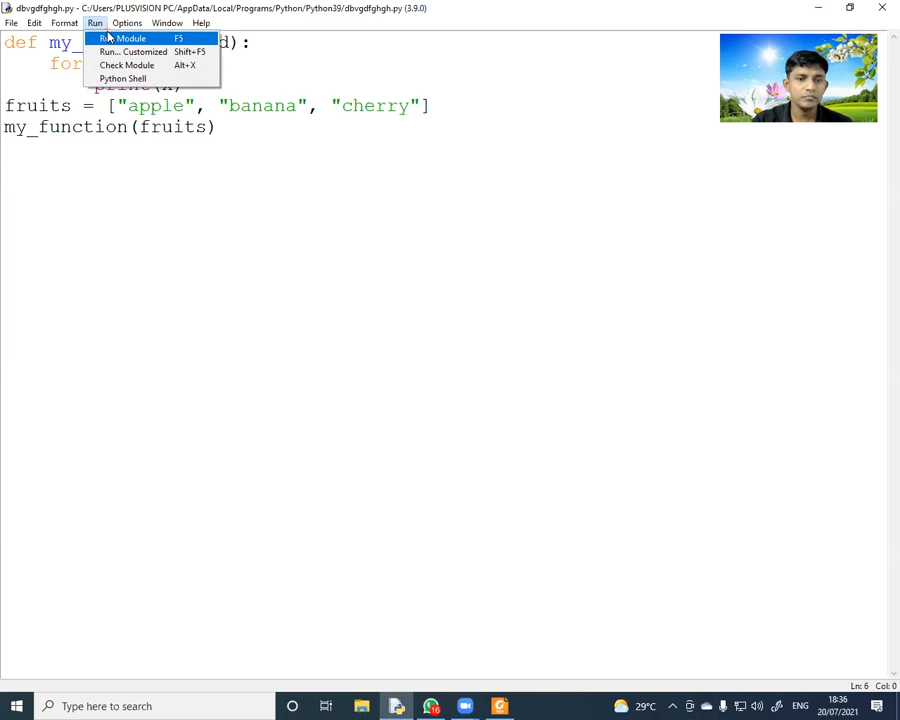 dbvgdfghgh.py - C:/Users/PLUSVISION PC/AppData/Local/Programs/Python/Python39/dbvgdfghgh.py (3.9.0)
File Edit Format Run Options Window Help
Module F5
Run... Customized Shift+F5
Check Module Alt+X
Python Shell
def my_ d):
for
print(x)
fruits = ["apple", "banana", "cherry"]
my_function(fruits)
Ln: 6 Col: 0
Type here to search
16
29°C
ENG
18:36
20/07/2021